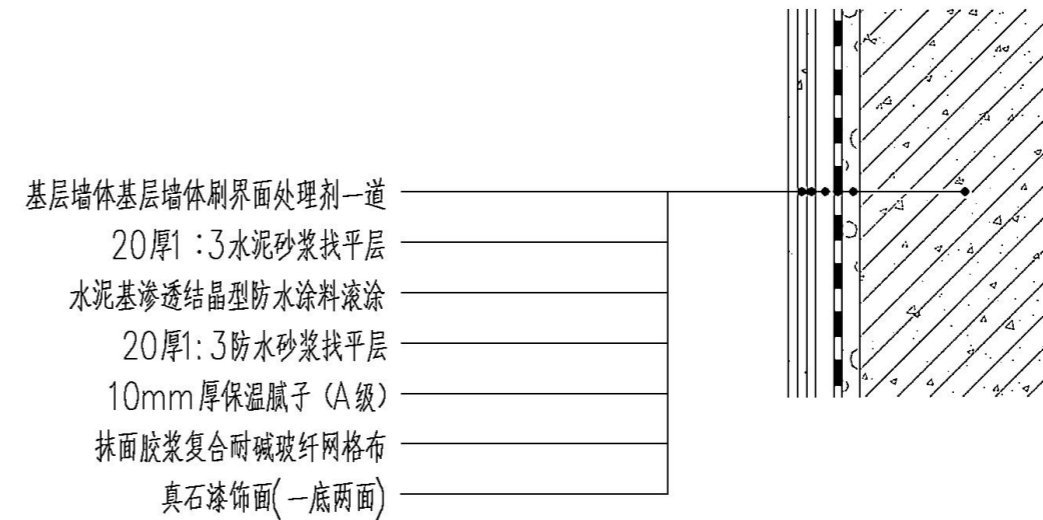 基层墙体基层墙体刷界面处理剂一道
20厚1:3水泥砂浆找平层
水泥基渗透结晶型防水涂料滚涂
20厚1:3防水砂浆找平层
10mm厚保温腻子(A级)
抹面胶浆复合耐碱玻纤网格布
真石漆饰面(一底两面)